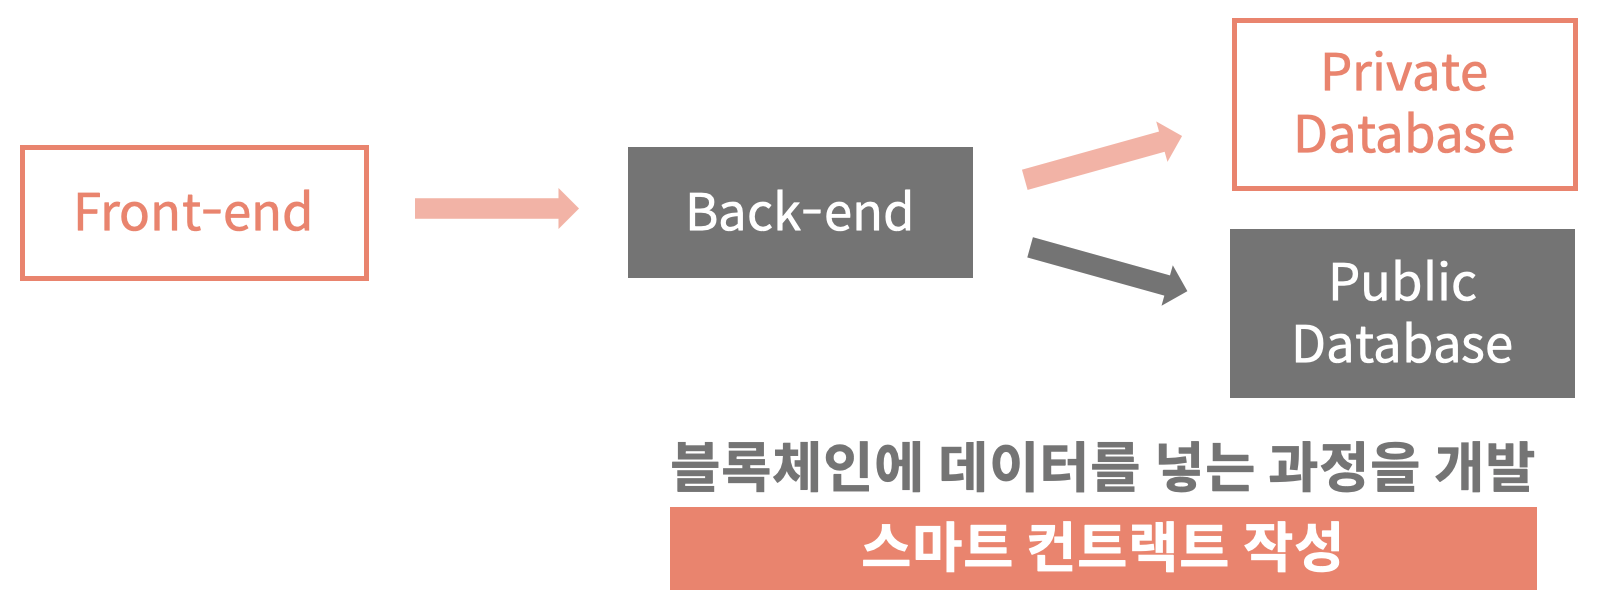 Front-end
Back-end
Private
Database
Public
Database
블록체인에 데이터를 넣는 과정을 개발
스마트 컨트랙트 작성